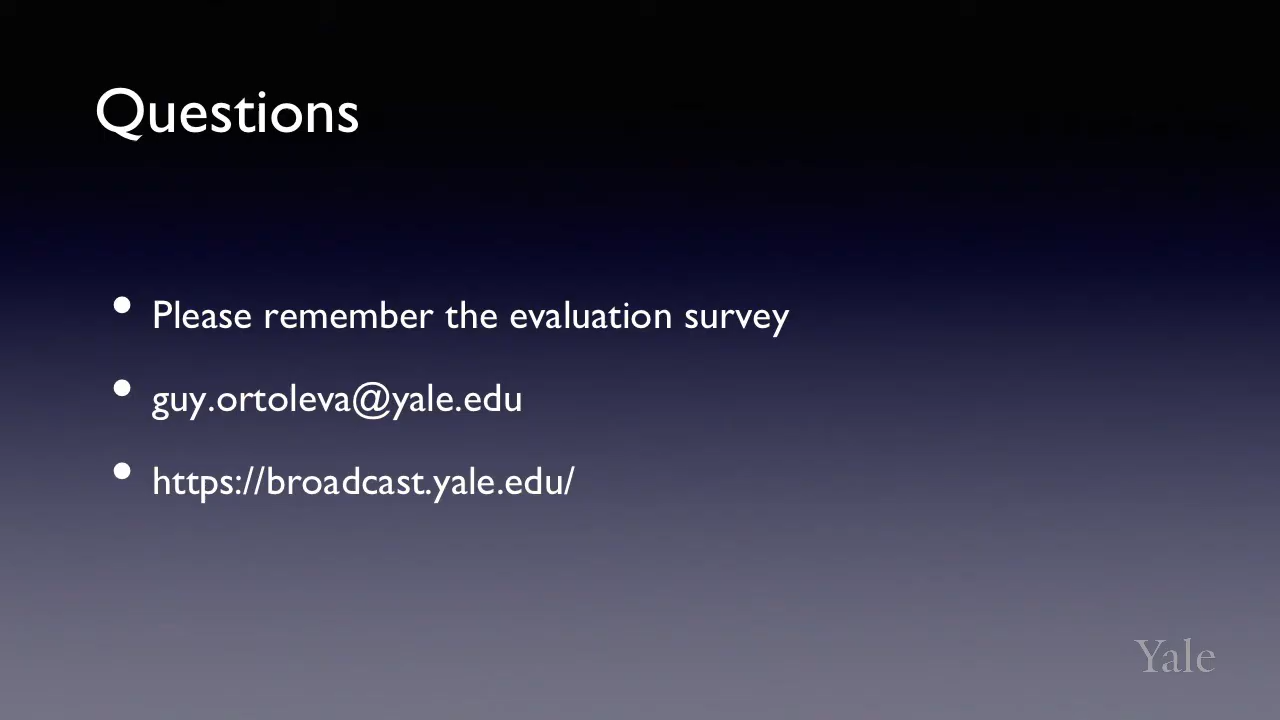 Questions
• Please remember the evaluation survey
• guy.ortoleva@yale.edu
• https://broadcast.yale.edu/
Yale